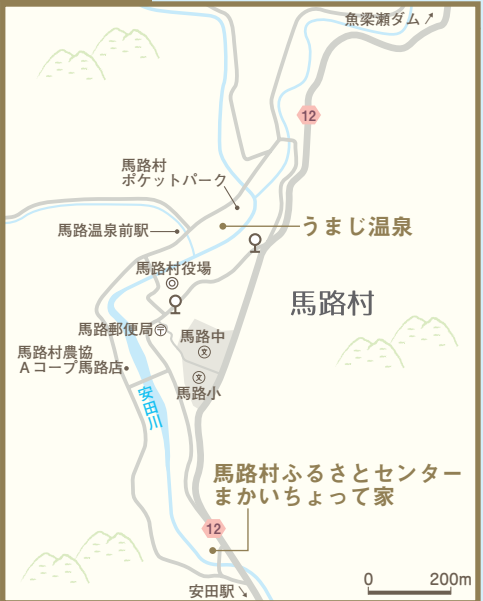 魚梁瀬ダム↗
12
馬路村
ポケットパーク
馬路温泉前駅
うまじ温泉
馬路村役場
馬路村
馬路郵便局〒
馬路中
文
馬路村農協
Aコープ馬路店
文
馬路小
安田川
馬路村ふるさとセンター
まかいちょって家
12
安田駅↘
0 200m